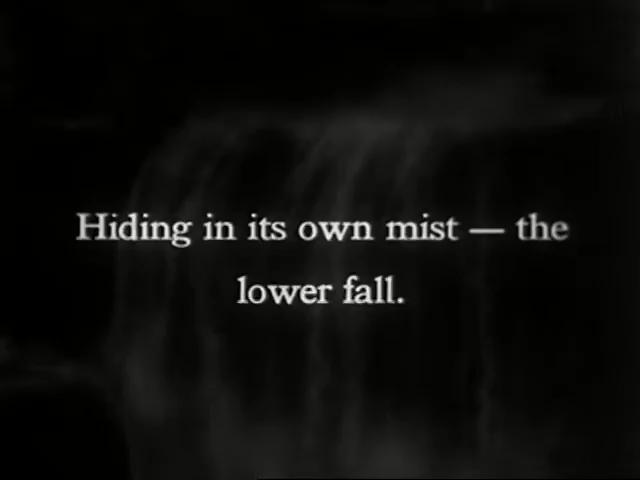 Hiding in its own mist — the
lower fall.